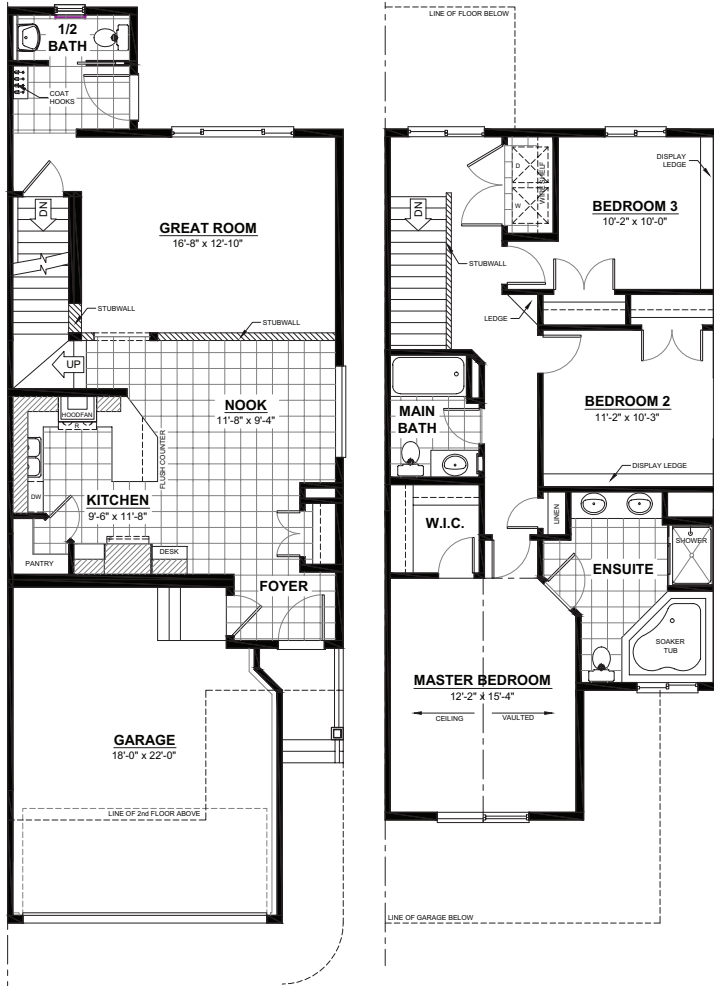 1/2
BATH
COAT
HOOKS
DN
GREAT ROOM
16'-8" x 12'-10"
STUBWALL
STUBWALL
UP
NOOK
11'-8" x 9'-4"
HOODFAN
R
FLUSH COUNTER
DW
KITCHEN
9'-6" x 11'-8"
DESK
PANTRY
FOYER
GARAGE
18'-0" x 22'-0"
LINE OF 2nd FLOOR ABOVE
LINE OF FLOOR BELOW
DN
D
W
WIRE SHELF
DISPLAY
LEDGE
BEDROOM 3
10'-2" x 10'-0"
STUBWALL
LEDGE
BEDROOM 2
11'-2" x 10'-3"
MAIN
BATH
DISPLAY LEDGE
W.I.C.
LINEN
ENSUITE
SHOWER
SOAKER
TUB
MASTER BEDROOM
12'-2" x 15'-4"
CEILING
VAULTED
LINE OF GARAGE BELOW